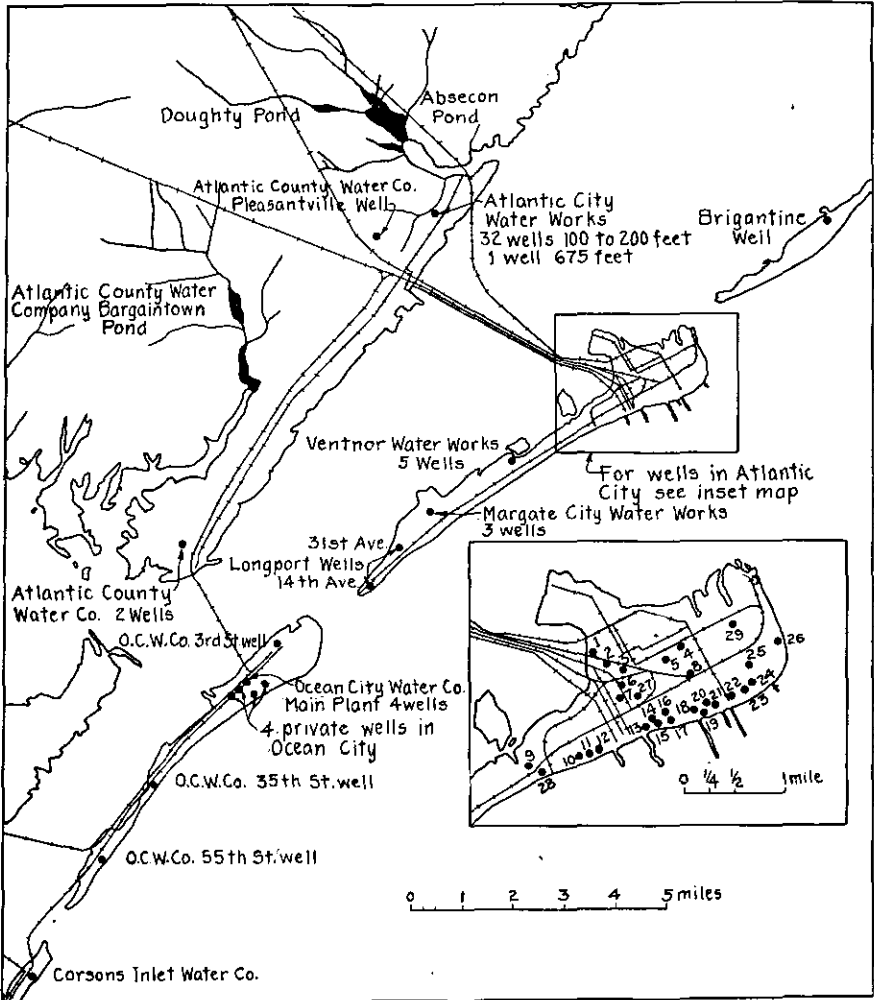 Doughty Pond
Absecon
Pond
Atlantic County Water Co.
Pleasantville Well
Atlantic City
Water Works
32 wells 100 to 200 feet
1 well 675 feet
Brigantine
Well
Atlantic County Water
Company Bargaintown
Pond
Ventnor Water Works
5 Wells
For wells in Atlantic
City see inset map
Margate City Water Works
3 wells
31st Ave.
Longport Wells
14th Ave.
Atlantic County
Water Co. 2 Wells
O.C.W.Co. 3rd St. well
Ocean City Water Co.
Main Plant 4 wells
4 private wells in
Ocean City
O.C.W.Co. 35th St. well
O.C.W.Co. 55th St. well
Corsons Inlet Water Co.
1
2
3
4
5
6
7
8
9
10
11
12
13
14
15
16
17
18
19
20
21
22
23
24
25
26
27
28
29
0 1/4 1/2 1 mile
0 1 2 3 4 5 miles